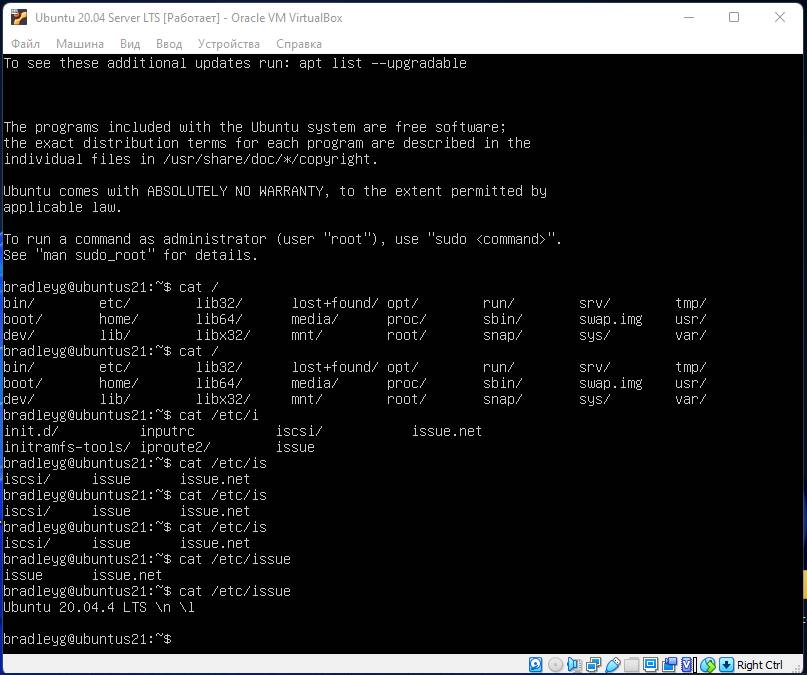 Ubuntu 20.04 Server LTS [Работает] - Oracle VM VirtualBox
Файл Машина Вид Ввод Устройства Справка
To see these additional updates run: apt list --upgradable
The programs included with the Ubuntu system are free software;
the exact distribution terms for each program are described in the
individual files in /usr/share/doc/*/copyright.
Ubuntu comes with ABSOLUTELY NO WARRANTY, to the extent permitted by
applicable law.
To run a command as administrator (user "root"), use "sudo <command>".
See "man sudo_root" for details.
bradleyg@ubuntus21:~$ cat /
bin/ etc/ lib32/ lost+found/ opt/ run/ srv/ tmp/
boot/ home/ lib64/ media/ proc/ sbin/ swap.img usr/
dev/ lib/ libx32/ mnt/ root/ snap/ sys/ var/
bradleyg@ubuntus21:~$ cat /
bin/ etc/ lib32/ lost+found/ opt/ run/ srv/ tmp/
boot/ home/ lib64/ media/ proc/ sbin/ swap.img usr/
dev/ lib/ libx32/ mnt/ root/ snap/ sys/ var/
bradleyg@ubuntus21:~$ cat /etc/i
init.d/ inputrc iscsi/ issue.net
initramfs-tools/ iproute2/ issue
bradleyg@ubuntus21:~$ cat /etc/is
iscsi/ issue issue.net
bradleyg@ubuntus21:~$ cat /etc/is
iscsi/ issue issue.net
bradleyg@ubuntus21:~$ cat /etc/is
iscsi/ issue issue.net
bradleyg@ubuntus21:~$ cat /etc/issue
issue issue.net
bradleyg@ubuntus21:~$ cat /etc/issue
Ubuntu 20.04.4 LTS \n \l
bradleyg@ubuntus21:~$
Right Ctrl